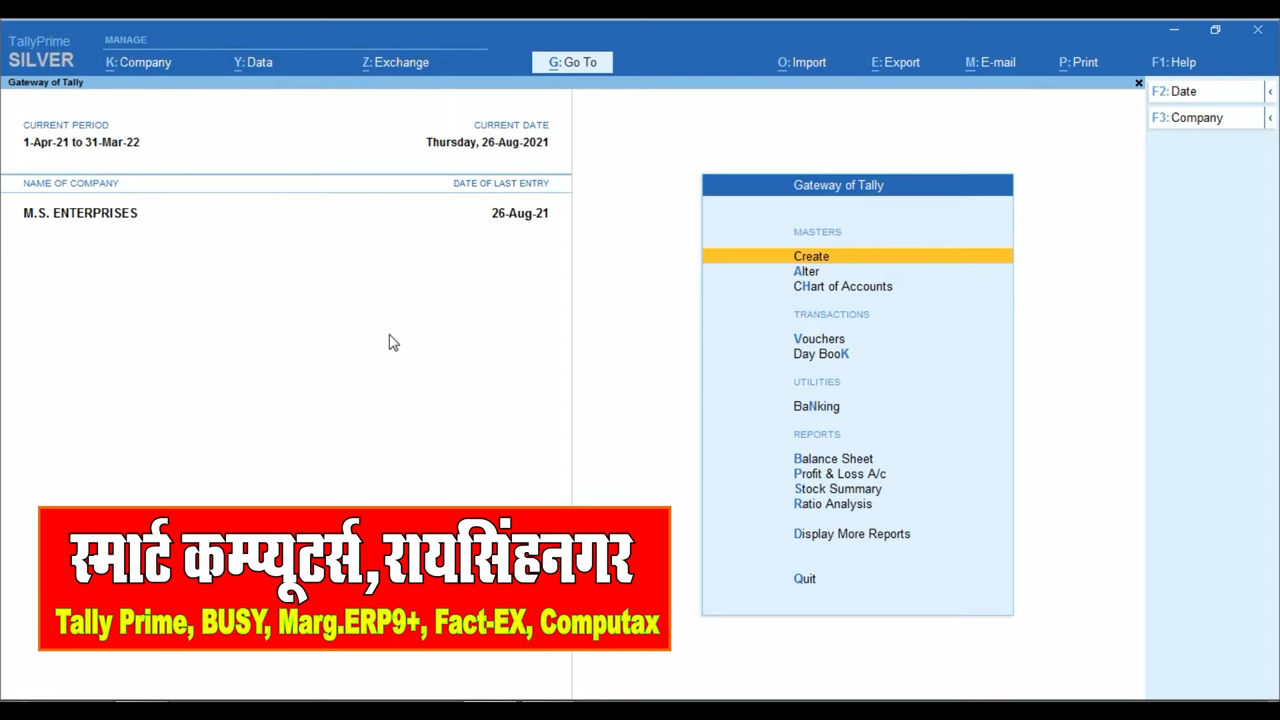 TallyPrime
SILVER
MANAGE
K: Company
Y: Data
Z: Exchange
G: Go To
O: Import
E: Export
M: E-mail
P: Print
F1: Help
Gateway of Tally
F2: Date
F3: Company
CURRENT PERIOD
CURRENT DATE
1-Apr-21 to 31-Mar-22
Thursday, 26-Aug-2021
NAME OF COMPANY
DATE OF LAST ENTRY
M.S. ENTERPRISES
26-Aug-21
Gateway of Tally
MASTERS
Create
Alter
CHart of Accounts
TRANSACTIONS
Vouchers
Day BooK
UTILITIES
BaNking
REPORTS
Balance Sheet
Profit & Loss A/c
Stock Summary
Ratio Analysis
Display More Reports
Quit
स्मार्ट कम्प्यूटर्स,रायसिंहनगर
Tally Prime, BUSY, Marg.ERP9+, Fact-EX, Computax